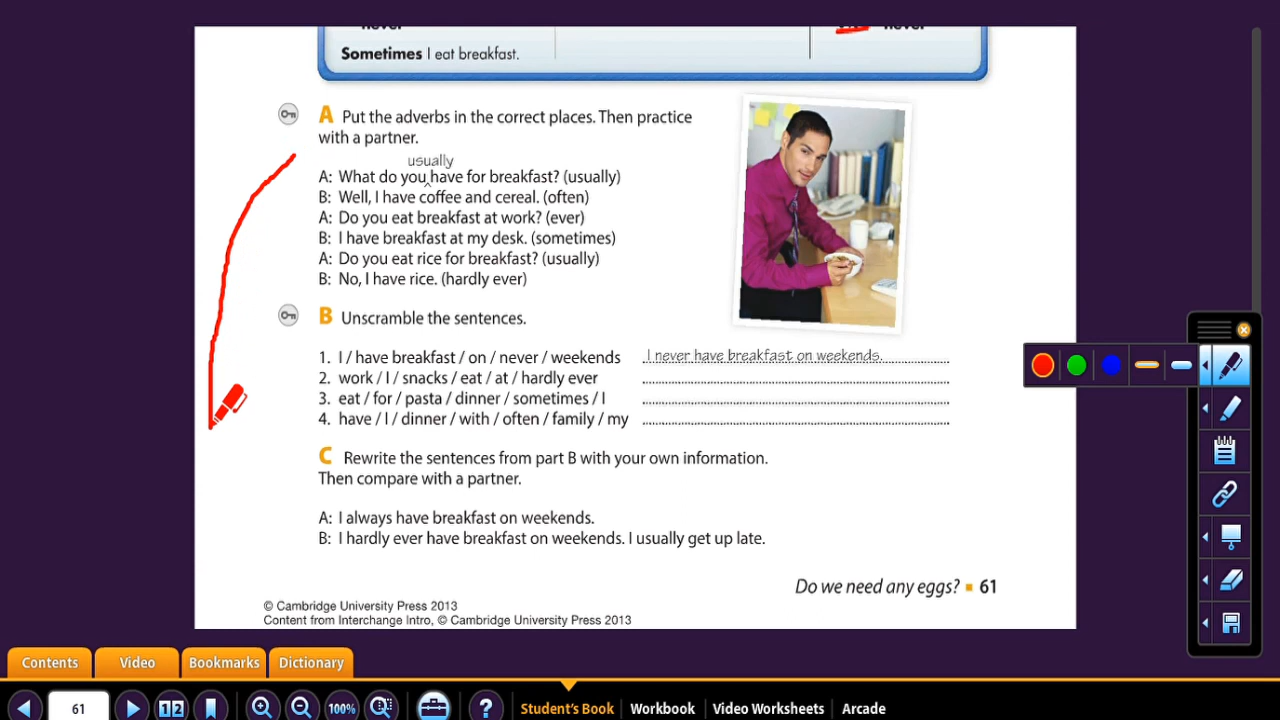 Sometimes I eat breakfast.
A Put the adverbs in the correct places. Then practice
with a partner.
usually
A: What do you ^ have for breakfast? (usually)
B: Well, I have coffee and cereal. (often)
A: Do you eat breakfast at work? (ever)
B: I have breakfast at my desk. (sometimes)
A: Do you eat rice for breakfast? (usually)
B: No, I have rice. (hardly ever)
B Unscramble the sentences.
1. I / have breakfast / on / never / weekends I never have breakfast on weekends.
2. work / I / snacks / eat / at / hardly ever
3. eat / for / pasta / dinner / sometimes / I
4. have / I / dinner / with / often / family / my
C Rewrite the sentences from part B with your own information.
Then compare with a partner.
A: I always have breakfast on weekends.
B: I hardly ever have breakfast on weekends. I usually get up late.
Do we need any eggs? ▪ 61
© Cambridge University Press 2013
Content from Interchange Intro, © Cambridge University Press 2013
Contents Video Bookmarks Dictionary
61 1 2 100% ? Student's Book Workbook Video Worksheets Arcade